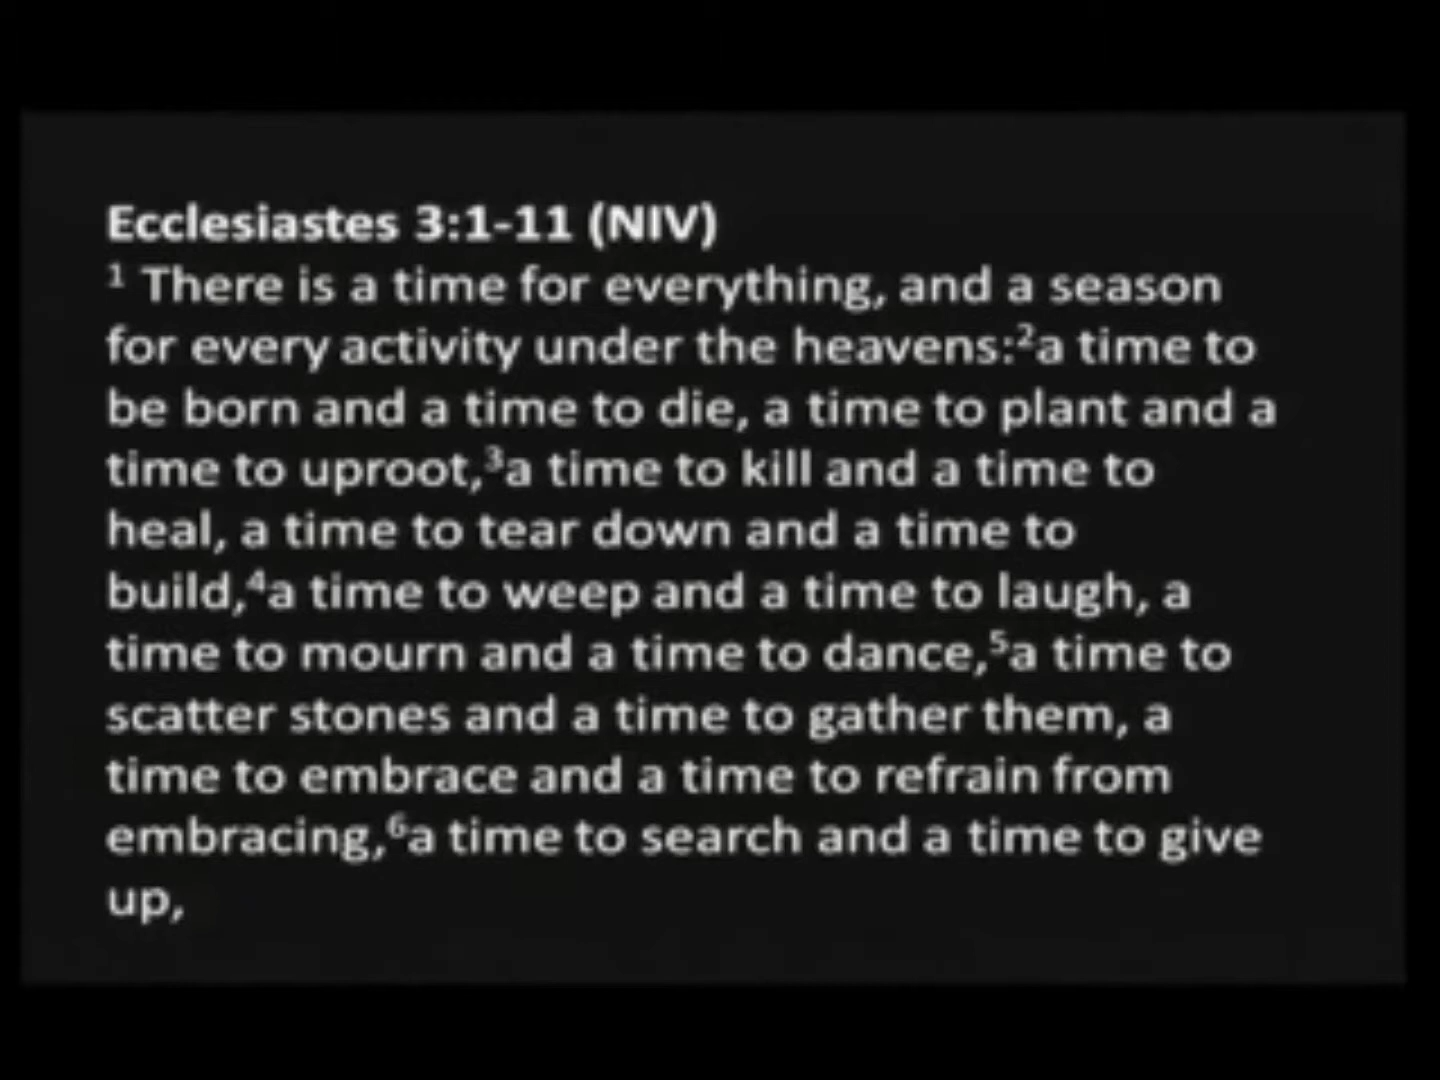 Ecclesiastes 3:1-11 (NIV)
¹ There is a time for everything, and a season
for every activity under the heavens:²a time to
be born and a time to die, a time to plant and a
time to uproot,³a time to kill and a time to
heal, a time to tear down and a time to
build,⁴a time to weep and a time to laugh, a
time to mourn and a time to dance,⁵a time to
scatter stones and a time to gather them, a
time to embrace and a time to refrain from
embracing,⁶a time to search and a time to give
up,